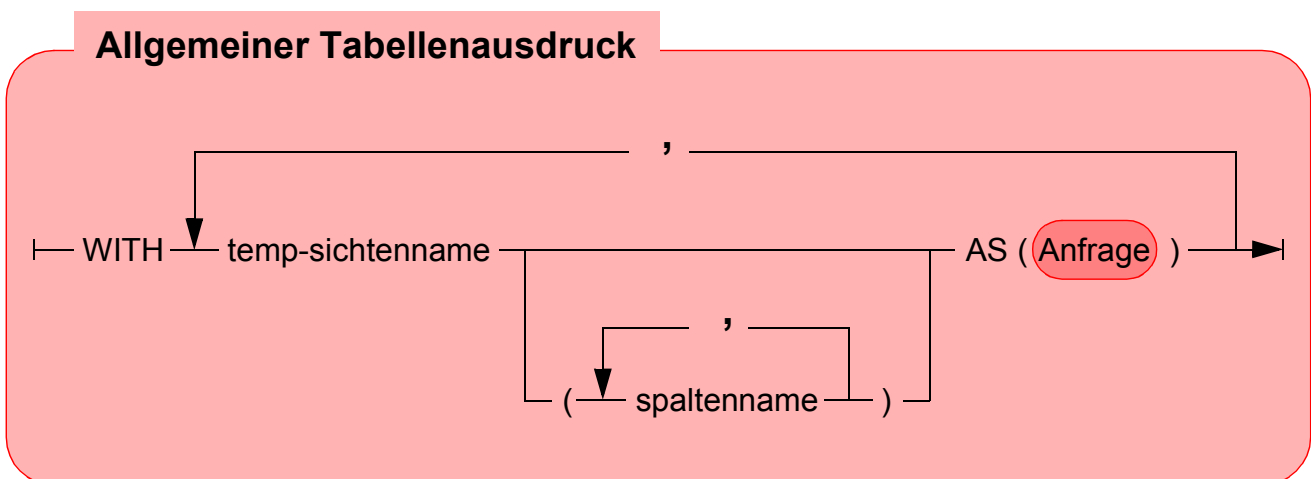 Allgemeiner Tabellenausdruck
,
WITH temp-sichtenname AS ( Anfrage )
,
( spaltenname )